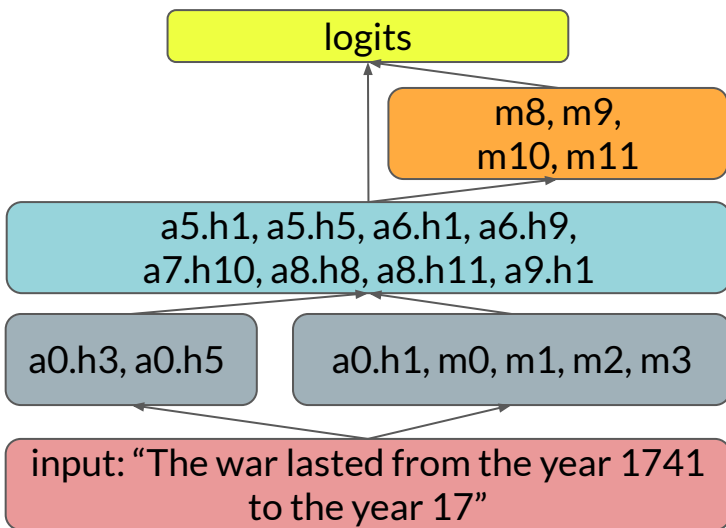 logits
m8, m9,
m10, m11
a5.h1, a5.h5, a6.h1, a6.h9,
a7.h10, a8.h8, a8.h11, a9.h1
a0.h3, a0.h5
a0.h1, m0, m1, m2, m3
input: “The war lasted from the year 1741
to the year 17”